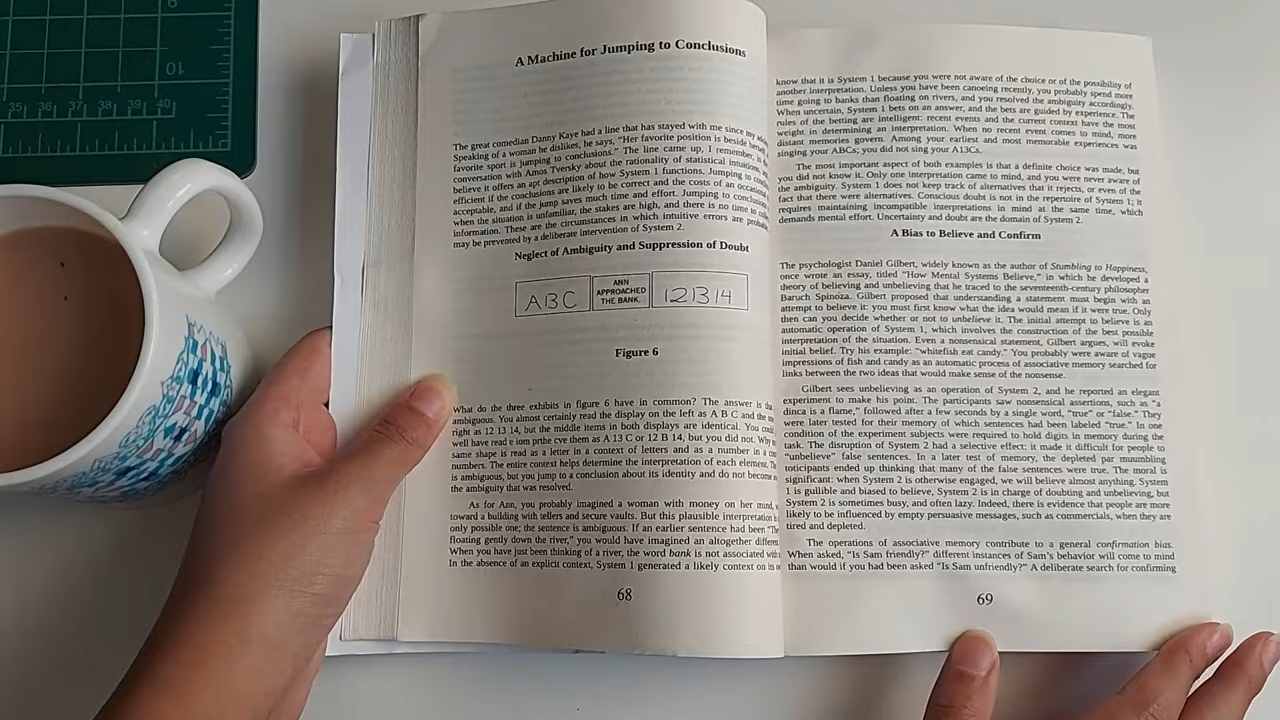 6
10
35 36 37 38 39 40
A Machine for Jumping to Conclusions
The great comedian Danny Kaye had a line that has stayed with me since my
Speaking of a woman he dislikes, he says, "Her favorite position is beside
favorite sport is jumping to conclusions." The line came up, I remember, in
conversation with Amos Tversky about the rationality of statistical intuitions,
believe it offers an apt description of how System 1 functions. Jumping to
efficient if the conclusions are likely to be correct and the costs of an
acceptable, and if the jump saves much time and effort. Jumping to
when the situation is unfamiliar, the stakes are high, and there is no time to
information. These are the circumstances in which intuitive errors are
may be prevented by a deliberate intervention of System 2.
Neglect of Ambiguity and Suppression of Doubt
ABC
ANN
APPROACHED
THE BANK.
12 13 14
Figure 6
What do the three exhibits in figure 6 have in common? The answer is
ambiguous. You almost certainly read the display on the left as A B C and the
right as 12 13 14, but the middle items in both displays are identical. You
well have read e iom prthe cve them as A 13 C or 12 B 14, but you did not. Why
same shape is read as a letter in a context of letters and as a number in a
numbers. The entire context helps determine the interpretation of each element.
is ambiguous, but you jump to a conclusion about its identity and do not become
the ambiguity that was resolved.
As for Ann, you probably imagined a woman with money on her mind,
toward a building with tellers and secure vaults. But this plausible interpretation
only possible one; the sentence is ambiguous. If an earlier sentence had been
floating gently down the river," you would have imagined an altogether
When you have just been thinking of a river, the word bank is not associated
In the absence of an explicit context, System 1 generated a likely context on its
68
know that it is System 1 because you were not aware of the choice or of the possibility of
another interpretation. Unless you have been canoeing recently, you probably spend more
time going to banks than floating on rivers, and you resolved the ambiguity accordingly.
When uncertain, System 1 bets on an answer, and the bets are guided by experience. The
rules of the betting are intelligent: recent events and the current context have the most
weight in determining an interpretation. When no recent event comes to mind, more
distant memories govern. Among your earliest and most memorable experiences was
singing your ABCs; you did not sing your A13Cs.
The most important aspect of both examples is that a definite choice was made, but
you did not know it. Only one interpretation came to mind, and you were never aware of
the ambiguity. System 1 does not keep track of alternatives that it rejects, or even of the
fact that there were alternatives. Conscious doubt is not in the repertoire of System 1; it
requires maintaining incompatible interpretations in mind at the same time, which
demands mental effort. Uncertainty and doubt are the domain of System 2.
A Bias to Believe and Confirm
The psychologist Daniel Gilbert, widely known as the author of Stumbling to Happiness,
once wrote an essay, titled "How Mental Systems Believe," in which he developed a
theory of believing and unbelieving that he traced to the seventeenth-century philosopher
Baruch Spinoza. Gilbert proposed that understanding a statement must begin with an
attempt to believe it: you must first know what the idea would mean if it were true. Only
then can you decide whether or not to unbelieve it. The initial attempt to believe is an
automatic operation of System 1, which involves the construction of the best possible
interpretation of the situation. Even a nonsensical statement, Gilbert argues, will evoke
initial belief. Try his example: "whitefish eat candy." You probably were aware of vague
impressions of fish and candy as an automatic process of associative memory searched for
links between the two ideas that would make sense of the nonsense.
Gilbert sees unbelieving as an operation of System 2, and he reported an elegant
experiment to make his point. The participants saw nonsensical assertions, such as "a
dinca is a flame," followed after a few seconds by a single word, "true" or "false." They
were later tested for their memory of which sentences had been labeled "true." In one
condition of the experiment subjects were required to hold digits in memory during the
task. The disruption of System 2 had a selective effect: it made it difficult for people to
"unbelieve" false sentences. In a later test of memory, the depleted par muumbling
toticipants ended up thinking that many of the false sentences were true. The moral is
significant: when System 2 is otherwise engaged, we will believe almost anything. System
1 is gullible and biased to believe, System 2 is in charge of doubting and unbelieving, but
System 2 is sometimes busy, and often lazy. Indeed, there is evidence that people are more
likely to be influenced by empty persuasive messages, such as commercials, when they are
tired and depleted.
The operations of associative memory contribute to a general confirmation bias.
When asked, "Is Sam friendly?" different instances of Sam's behavior will come to mind
than would if you had been asked "Is Sam unfriendly?" A deliberate search for confirming
69